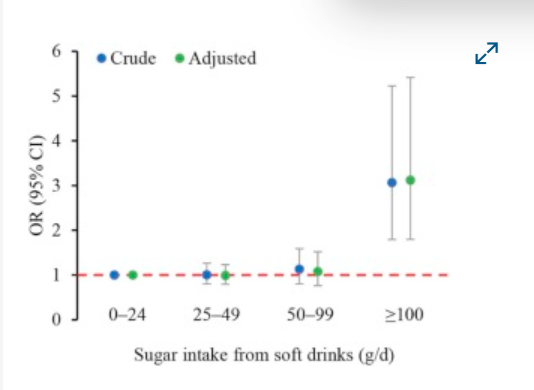 Crude Adjusted
OR (95% CI)
6
5
4
3
2
1
0
0–24 25–49 50–99 ≥100
Sugar intake from soft drinks (g/d)